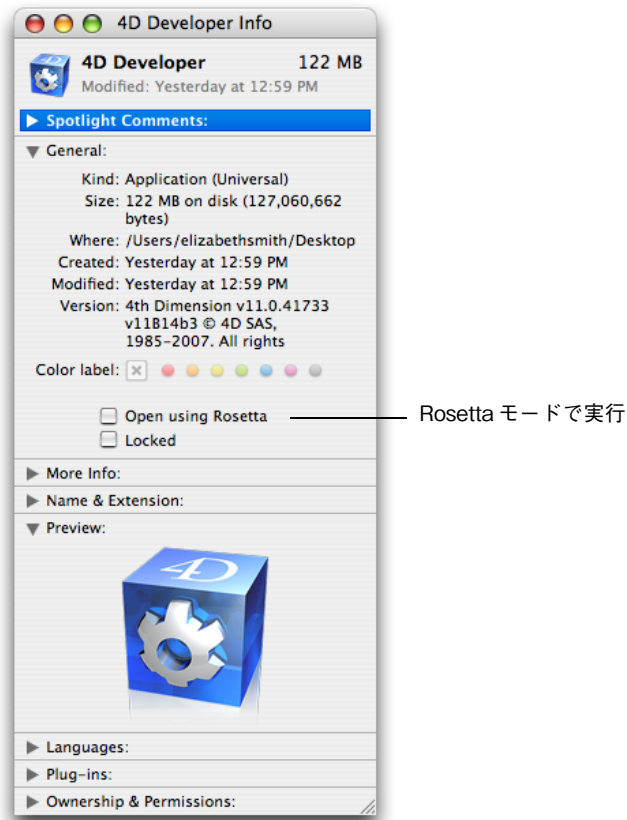 4D Developer Info
4D Developer 122 MB
Modified: Yesterday at 12:59 PM
Spotlight Comments:
General:
Kind: Application (Universal)
Size: 122 MB on disk (127,060,662
bytes)
Where: /Users/elizabethsmith/Desktop
Created: Yesterday at 12:59 PM
Modified: Yesterday at 12:59 PM
Version: 4th Dimension v11.0.41733
v11B14b3 © 4D SAS,
1985-2007. All rights
Color label:
Open using Rosetta
Rosetta モードで実行
Locked
More Info:
Name & Extension:
Preview:
4D
Languages:
Plug-ins:
Ownership & Permissions: